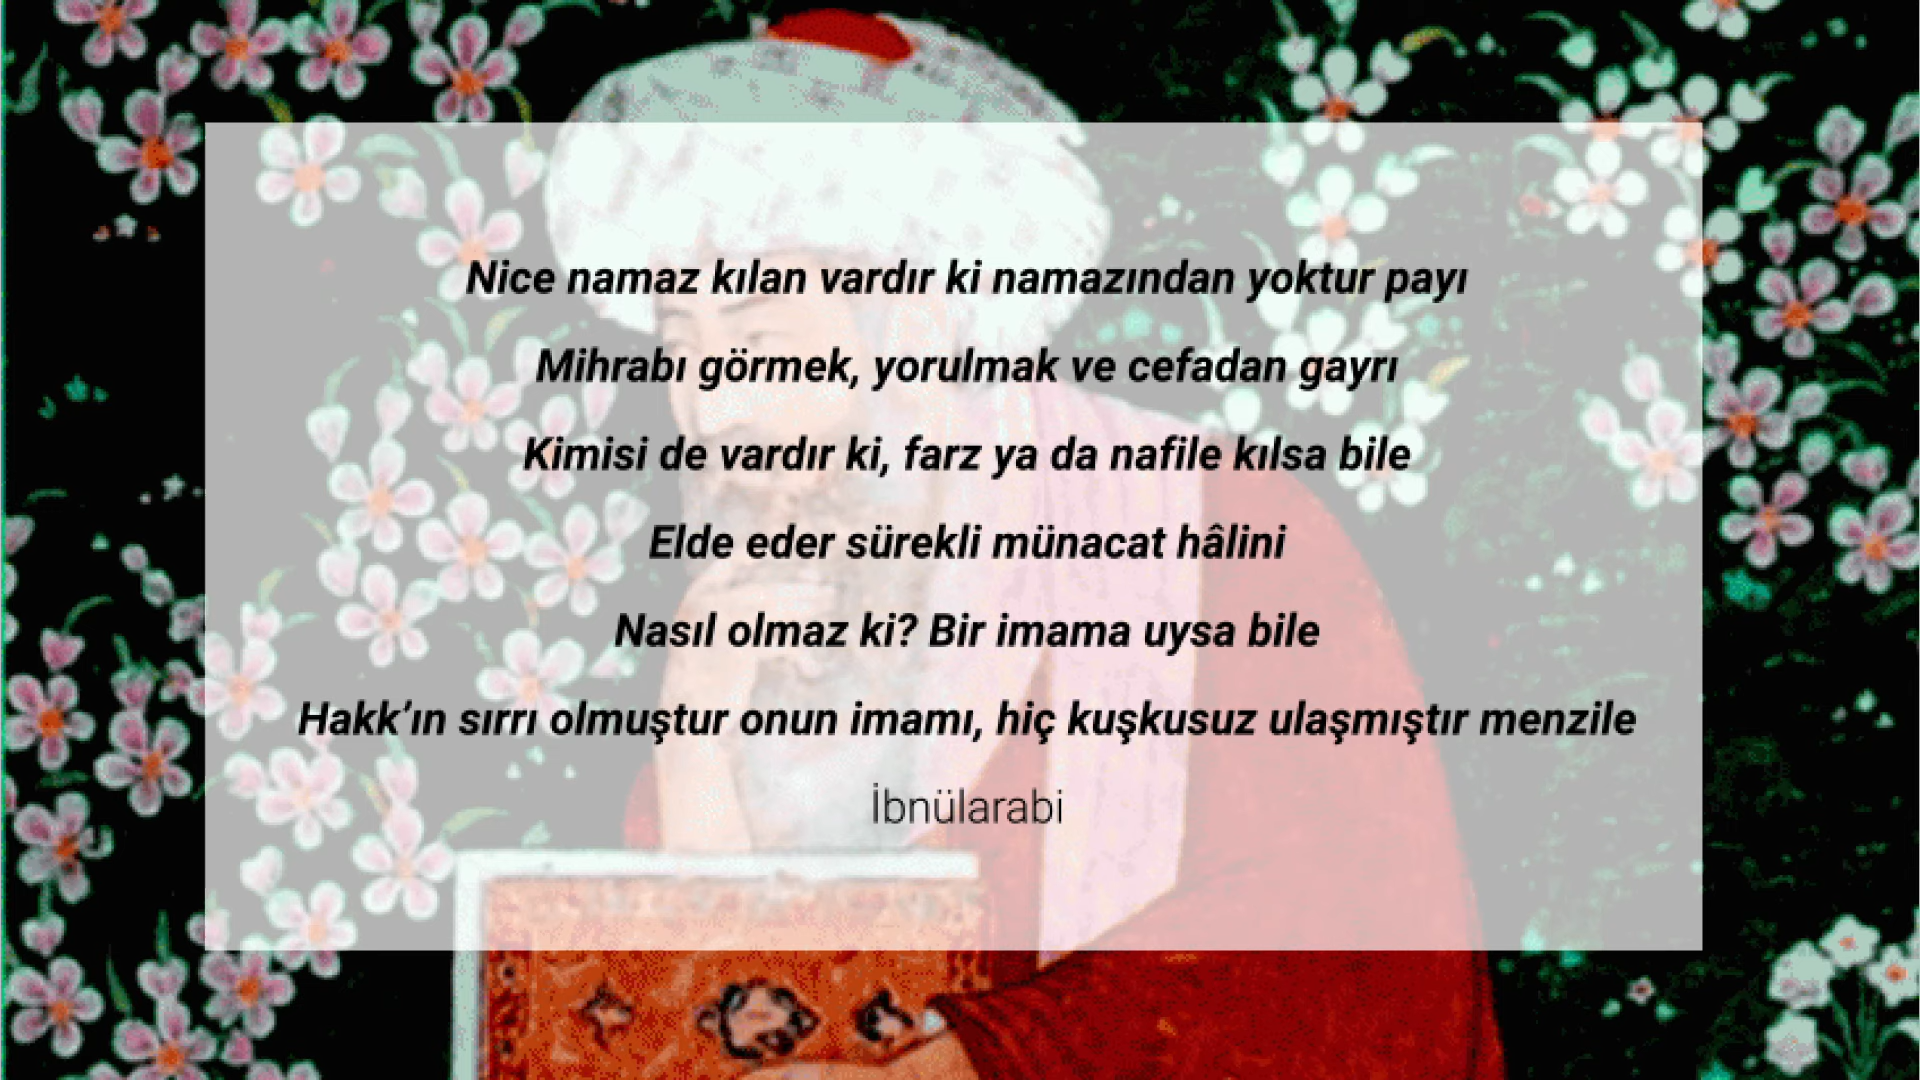 Nice namaz kılan vardır ki namazından yoktur payı
Mihrabı görmek, yorulmak ve cefadan gayrı
Kimisi de vardır ki, farz ya da nafile kılsa bile
Elde eder sürekli münacat hâlini
Nasıl olmaz ki? Bir imama uysa bile
Hakk’ın sırrı olmuştur onun imamı, hiç kuşkusuz ulaşmıştır menzile
İbnülarabi